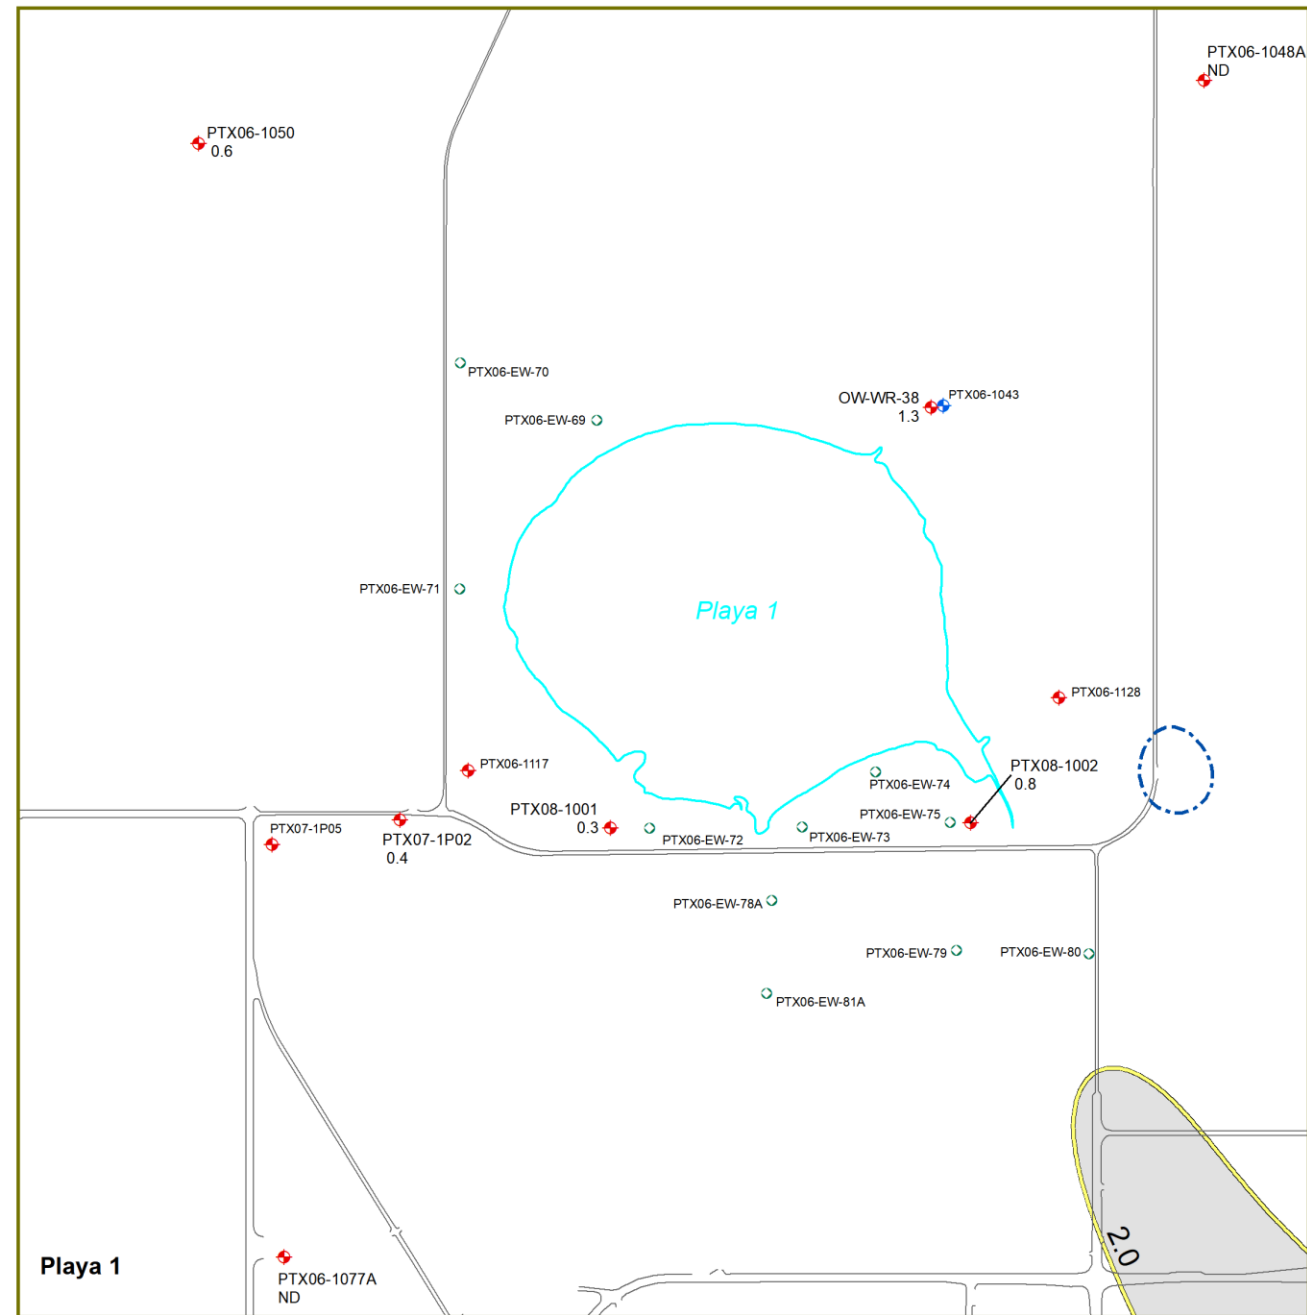 PTX06-1048A
ND
PTX06-1050
0.6
PTX06-EW-70
OW-WR-38
1.3
PTX06-1043
PTX06-EW-69
PTX06-EW-71
Playa 1
PTX06-1128
PTX06-1117
PTX08-1002
0.8
PTX06-EW-74
PTX08-1001
0.3
PTX06-EW-75
PTX07-1P05
PTX07-1P02
0.4
PTX06-EW-72
PTX06-EW-73
PTX06-EW-78A
PTX06-EW-79
PTX06-EW-80
PTX06-EW-81A
2.0
Playa 1
PTX06-1077A
ND